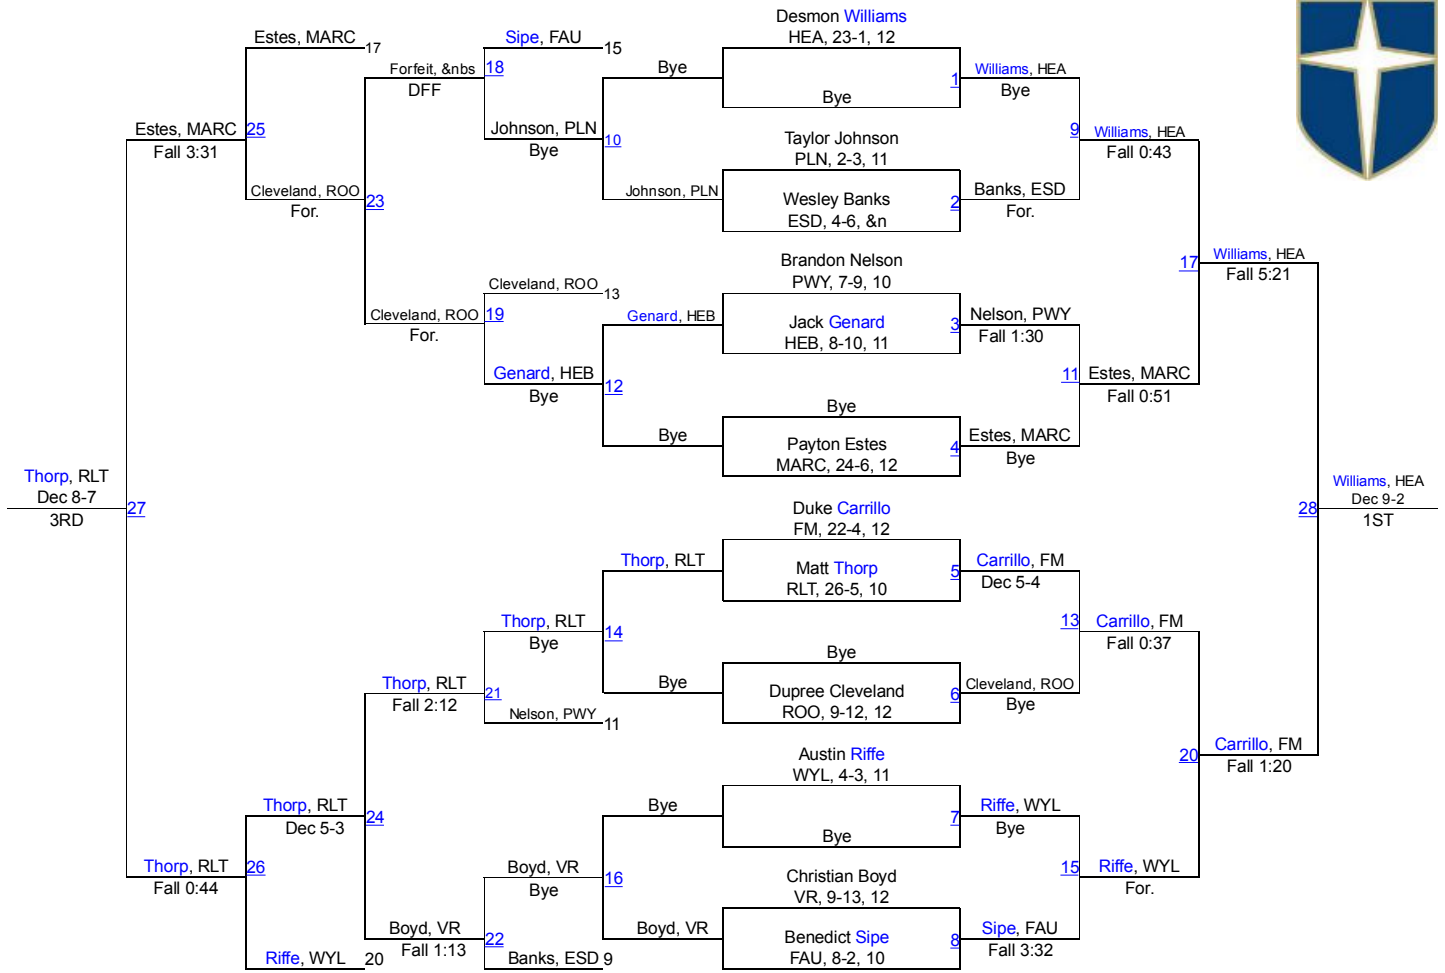 Desmon Williams
HEA, 23-1, 12
Bye
Taylor Johnson
PLN, 2-3, 11
Wesley Banks
ESD, 4-6, &n
Brandon Nelson
PWY, 7-9, 10
Jack Genard
HEB, 8-10, 11
Bye
Payton Estes
MARC, 24-6, 12
Duke Carrillo
FM, 22-4, 12
Matt Thorp
RLT, 26-5, 10
Bye
Dupree Cleveland
ROO, 9-12, 12
Austin Riffe
WYL, 4-3, 11
Bye
Christian Boyd
VR, 9-13, 12
Benedict Sipe
FAU, 8-2, 10
1
Williams, HEA
Bye
2
Banks, ESD
For.
3
Nelson, PWY
Fall 1:30
4
Estes, MARC
Bye
5
Carrillo, FM
Dec 5-4
6
Cleveland, ROO
Bye
7
Riffe, WYL
Bye
8
Sipe, FAU
Fall 3:32
9
Williams, HEA
Fall 0:43
11
Estes, MARC
Fall 0:51
13
Carrillo, FM
Fall 0:37
15
Riffe, WYL
For.
17
Williams, HEA
Fall 5:21
20
Carrillo, FM
Fall 1:20
28
Williams, HEA
Dec 9-2
1ST
Bye
Johnson, PLN
10
Genard, HEB
Bye
12
Thorp, RLT
Bye
14
Bye
Boyd, VR
16
Sipe, FAU
15
Johnson, PLN
Bye
18
Cleveland, ROO
13
Genard, HEB
Bye
19
Thorp, RLT
Bye
Nelson, PWY
11
21
Boyd, VR
Bye
Banks, ESD 9
22
Forfeit, &nbs
DFF
Cleveland, ROO
For.
23
Thorp, RLT
Fall 2:12
Boyd, VR
Fall 1:13
24
Estes, MARC
17
Cleveland, ROO
For.
25
Thorp, RLT
Dec 5-3
Riffe, WYL 20
26
Estes, MARC
Fall 3:31
Thorp, RLT
Fall 0:44
27
Thorp, RLT
Dec 8-7
3RD